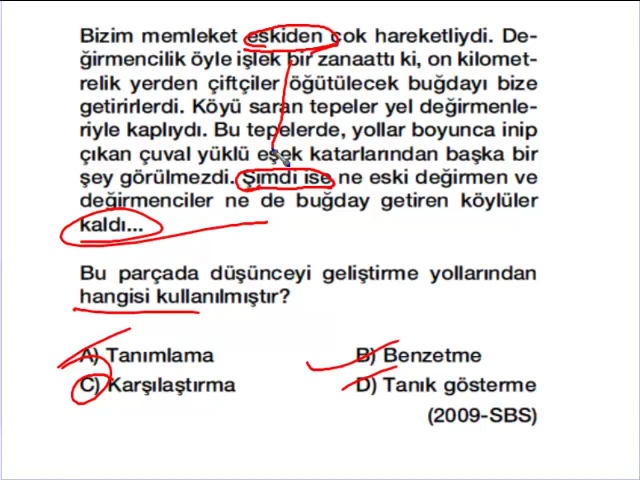 Bizim memleket eskiden çok hareketliydi. De-
ğirmencilik öyle işlek bir zanaattı ki, on kilomet-
relik yerden çiftçiler öğütülecek buğdayı bize
getirirlerdi. Köyü saran tepeler yel değirmenle-
riyle kaplıydı. Bu tepelerde, yollar boyunca inip
çıkan çuval yüklü eşek katarlarından başka bir
şey görülmezdi. Şimdi ise ne eski değirmen ve
değirmenciler ne de buğday getiren köylüler
kaldı...
Bu parçada düşünceyi geliştirme yollarından
hangisi kullanılmıştır?
A) Tanımlama
B) Benzetme
C) Karşılaştırma
D) Tanık gösterme
(2009-SBS)